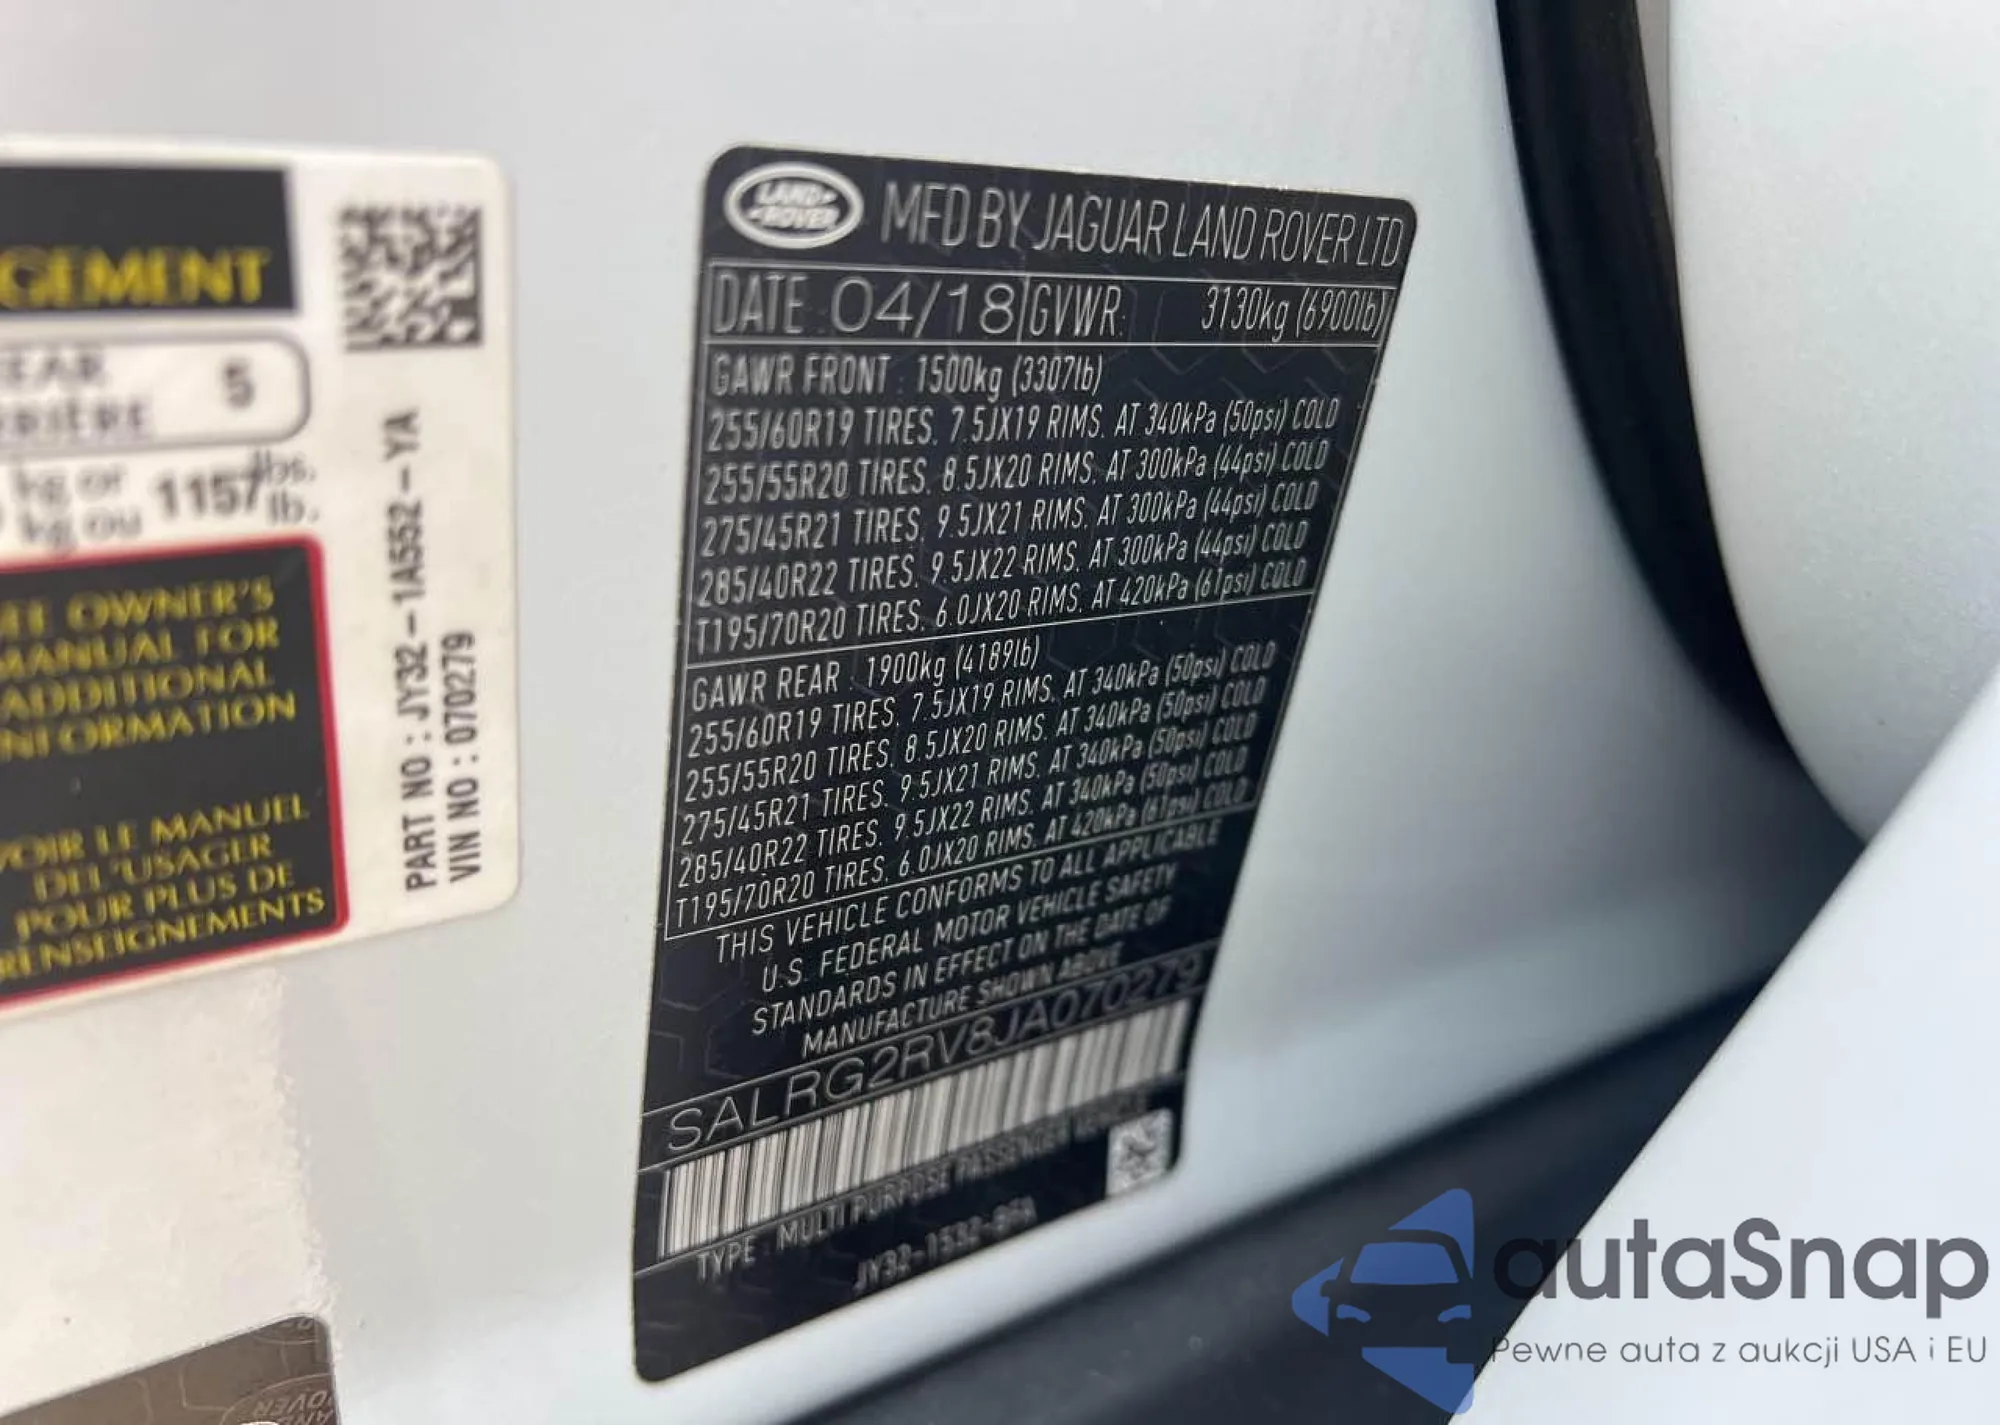 GEMENT
EAR
RRIÈRE
5
kg or 1157 lbs.
kg ou lb.
OWNER'S
MANUAL FOR
ADDITIONAL
INFORMATION
VOIR LE MANUEL
DE L'USAGER
POUR PLUS DE
RENSEIGNEMENTS
PART NO : JY32-1A552-YA
VIN NO : 070279
LAND ROVER
MFD BY JAGUAR LAND ROVER LTD
DATE : 04/18 GVWR: 3130kg (6900lb)
GAWR FRONT : 1500kg (3307lb)
255/60R19 TIRES, 7.5JX19 RIMS, AT 340kPa (50psi) COLD
255/55R20 TIRES, 8.5JX20 RIMS, AT 300kPa (44psi) COLD
275/45R21 TIRES, 9.5JX21 RIMS, AT 300kPa (44psi) COLD
285/40R22 TIRES, 9.5JX22 RIMS, AT 300kPa (44psi) COLD
T195/70R20 TIRES, 6.0JX20 RIMS, AT 420kPa (61psi) COLD
GAWR REAR : 1900kg (4189lb)
255/60R19 TIRES, 7.5JX19 RIMS, AT 340kPa (50psi) COLD
255/55R20 TIRES, 8.5JX20 RIMS, AT 340kPa (50psi) COLD
275/45R21 TIRES, 9.5JX21 RIMS, AT 340kPa (50psi) COLD
285/40R22 TIRES, 9.5JX22 RIMS, AT 340kPa (50psi) COLD
T195/70R20 TIRES, 6.0JX20 RIMS, AT 420kPa (61psi) COLD
THIS VEHICLE CONFORMS TO ALL APPLICABLE
U.S. FEDERAL MOTOR VEHICLE SAFETY
STANDARDS IN EFFECT ON THE DATE OF
MANUFACTURE SHOWN ABOVE
SALRG2RV8JA070279
TYPE : MULTI PURPOSE PASSENGER VEHICLE
autaSnap
Pewne auta z aukcji USA i EU